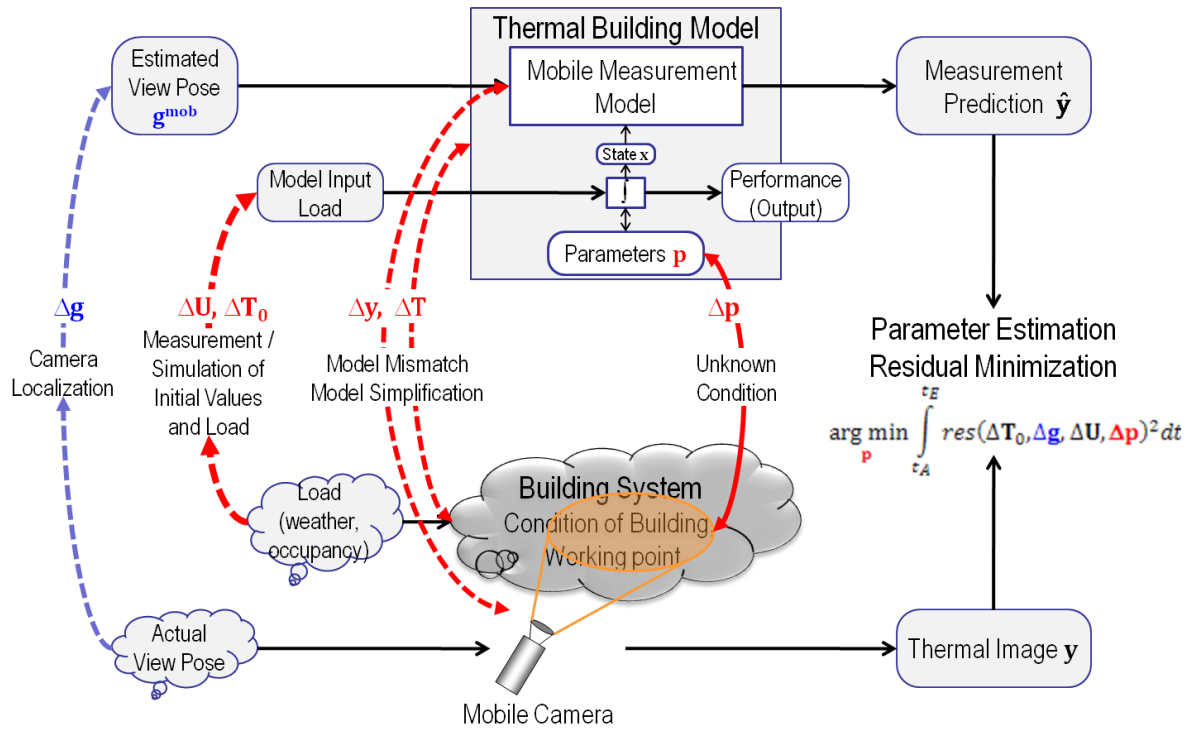 Thermal Building Model
Estimated
View Pose
g^mob
Mobile Measurement
Model
Measurement
Prediction ŷ
State x
Model Input
Load
∫
Performance
(Output)
Parameters p
Δg
ΔU, ΔT₀
Δy, ΔT
Δp
Camera
Localization
Measurement /
Simulation of
Initial Values
and Load
Model Mismatch
Model Simplification
Unknown
Condition
Parameter Estimation
Residual Minimization
t_E
arg min ∫ res(ΔT₀, Δg, ΔU, Δp)² dt
p
t_A
Load
(weather,
occupancy)
Building System
Condition of Building,
Working point
Actual
View Pose
Thermal Image y
Mobile Camera